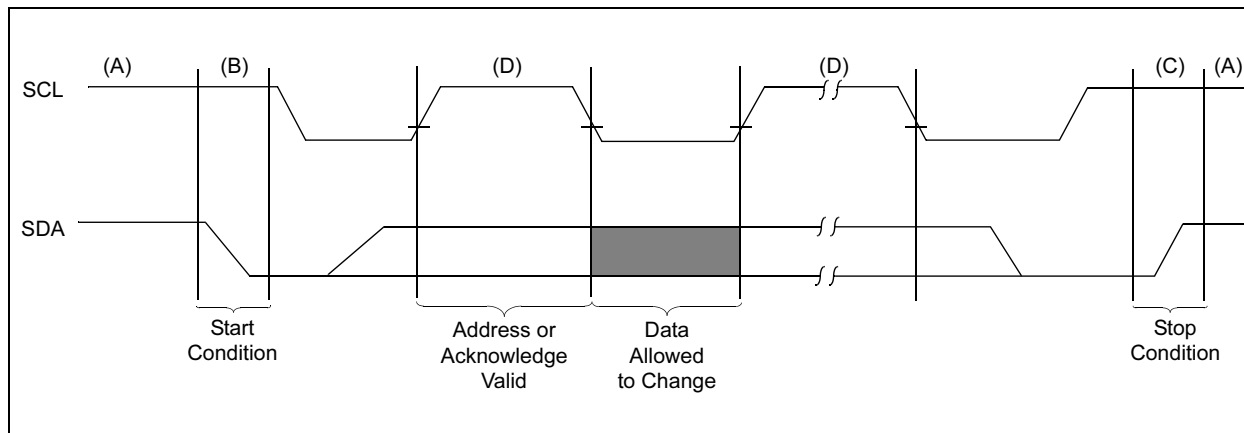 (A) (B) (D) (D) (C) (A)
SCL
SDA
Start
Condition
Address or
Acknowledge
Valid
Data
Allowed
to Change
Stop
Condition